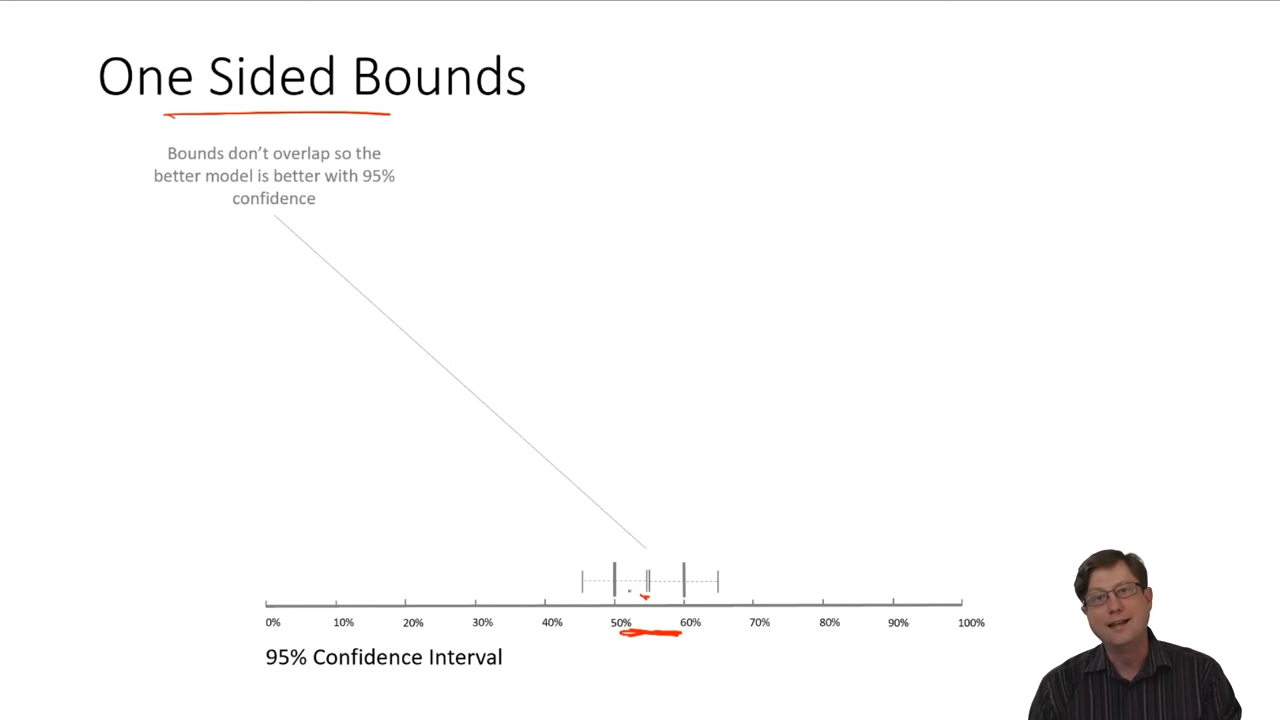 One Sided Bounds
Bounds don't overlap so the
better model is better with 95%
confidence
0% 10% 20% 30% 40% 50% 60% 70% 80% 90% 100%
95% Confidence Interval